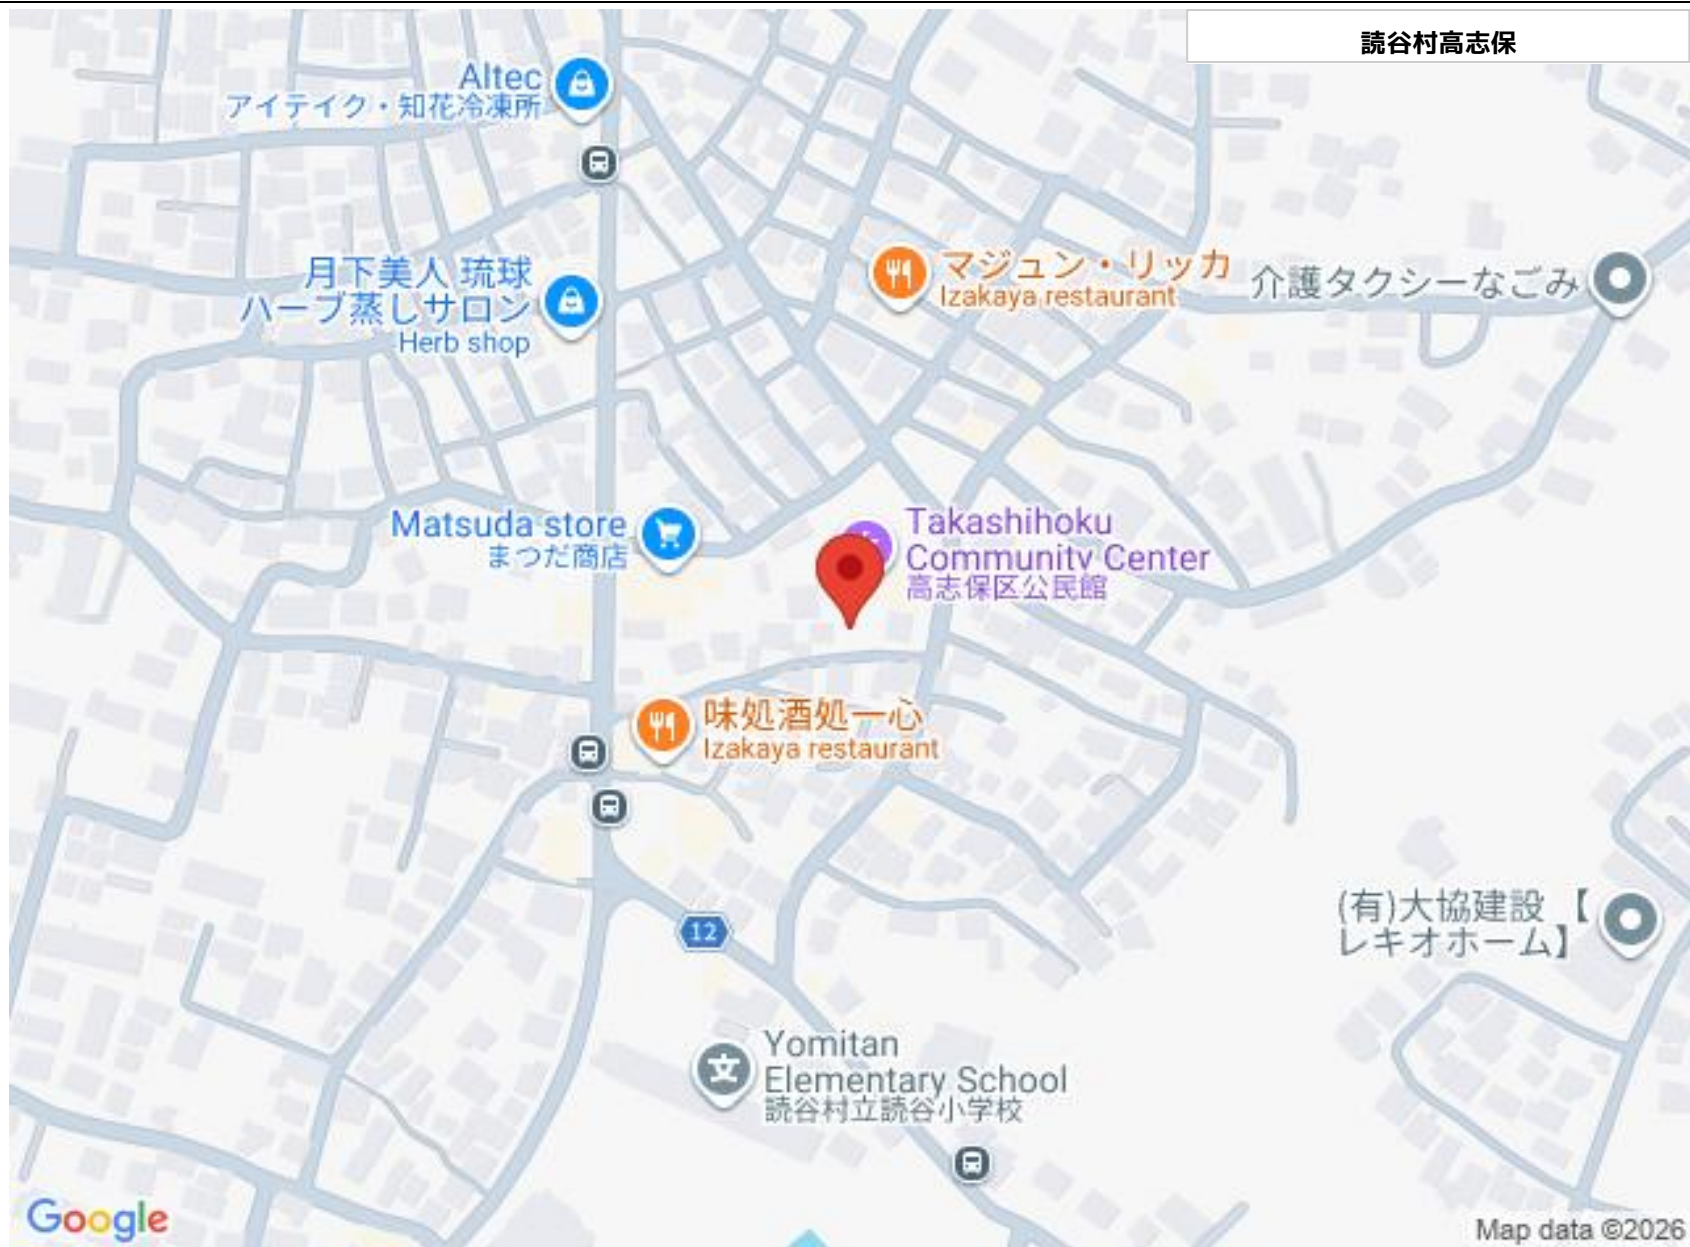 読谷村高志保
Altec
アイテイク・知花冷凍所
月下美人 琉球
ハーブ蒸しサロン
Herb shop
マジュン・リッカ
Izakaya restaurant
介護タクシーなごみ
Matsuda store
まつだ商店
Takashihoku
Community Center
高志保区公民館
味処酒処一心
Izakaya restaurant
12
(有)大協建設 【
レキオホーム】
Yomitan
Elementary School
読谷村立読谷小学校
文
Google
Map data ©2026